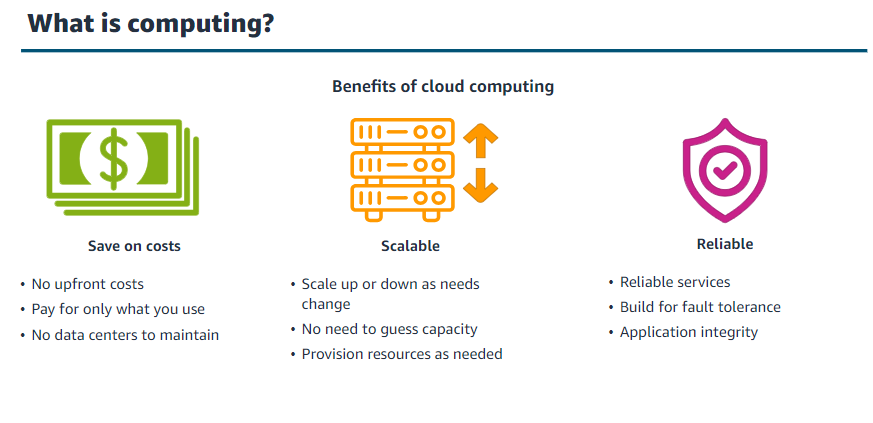 What is computing?
Benefits of cloud computing
$
Save on costs
• No upfront costs
• Pay for only what you use
• No data centers to maintain
Scalable
• Scale up or down as needs
change
• No need to guess capacity
• Provision resources as needed
Reliable
• Reliable services
• Build for fault tolerance
• Application integrity